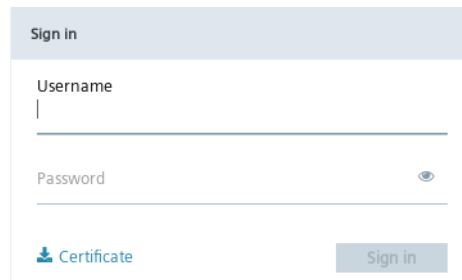 Sign in
Username
Password
Certificate
Sign in